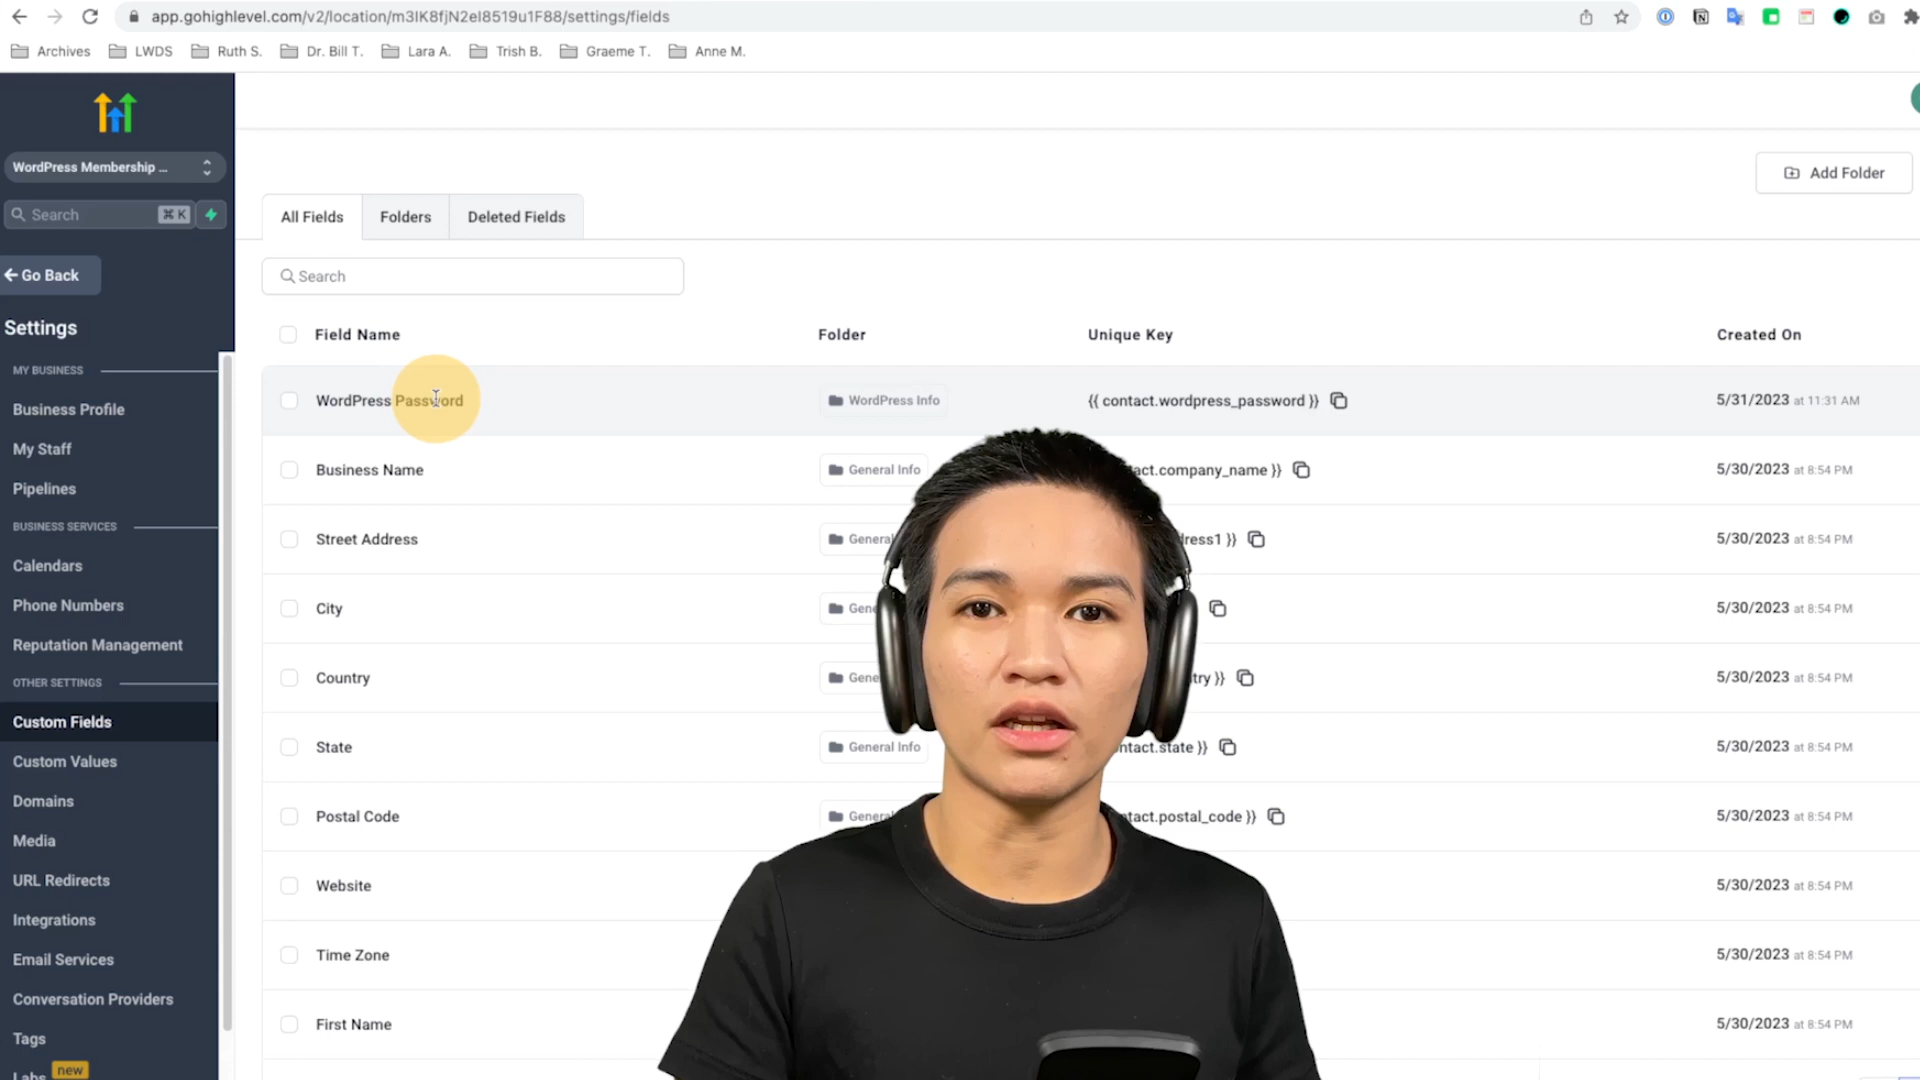 app.gohighlevel.com/v2/location/m3IK8fjN2eI8519u1F88/settings/fields
Archives LWDS Ruth S. Dr. Bill T. Lara A. Trish B. Graeme T. Anne M.
WordPress Membership ...
Search ⌘ K
Go Back
Settings
MY BUSINESS
Business Profile
My Staff
Pipelines
BUSINESS SERVICES
Calendars
Phone Numbers
Reputation Management
OTHER SETTINGS
Custom Fields
Custom Values
Domains
Media
URL Redirects
Integrations
Email Services
Conversation Providers
Tags
Labs new
Add Folder
All Fields Folders Deleted Fields
Search
Field Name Folder Unique Key Created On
WordPress Password WordPress Info {{ contact.wordpress_password }} 5/31/2023 at 11:31 AM
Business Name General Info tact.company_name }} 5/30/2023 at 8:54 PM
Street Address General dress1 }} 5/30/2023 at 8:54 PM
City Gene 5/30/2023 at 8:54 PM
Country Gene try }} 5/30/2023 at 8:54 PM
State General Info ntact.state }} 5/30/2023 at 8:54 PM
Postal Code General ntact.postal_code }} 5/30/2023 at 8:54 PM
Website 5/30/2023 at 8:54 PM
Time Zone 5/30/2023 at 8:54 PM
First Name 5/30/2023 at 8:54 PM